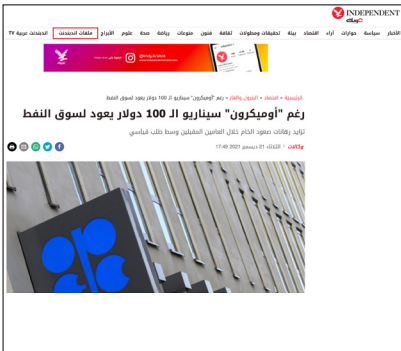 INDEPENDENT
عربية
الأخبار سياسة حوارات آراء اقتصاد بيئة تحقيقات ومطولات ثقافة فنون منوعات رياضة صحة علوم الأبراج ملفات اندبندنت اندبندنت عربية TV
@IndyArabia
الرئيسية » اقتصاد » البترول والغاز » رغم "أوميكرون" سيناريو الـ 100 دولار يعود لسوق النفط
رغم "أوميكرون" سيناريو الـ 100 دولار يعود لسوق النفط
تزايد رهانات صعود الخام خلال العامين المقبلين وسط طلب قياسي
وكالات | الثلاثاء 21 ديسمبر 2021 17:49